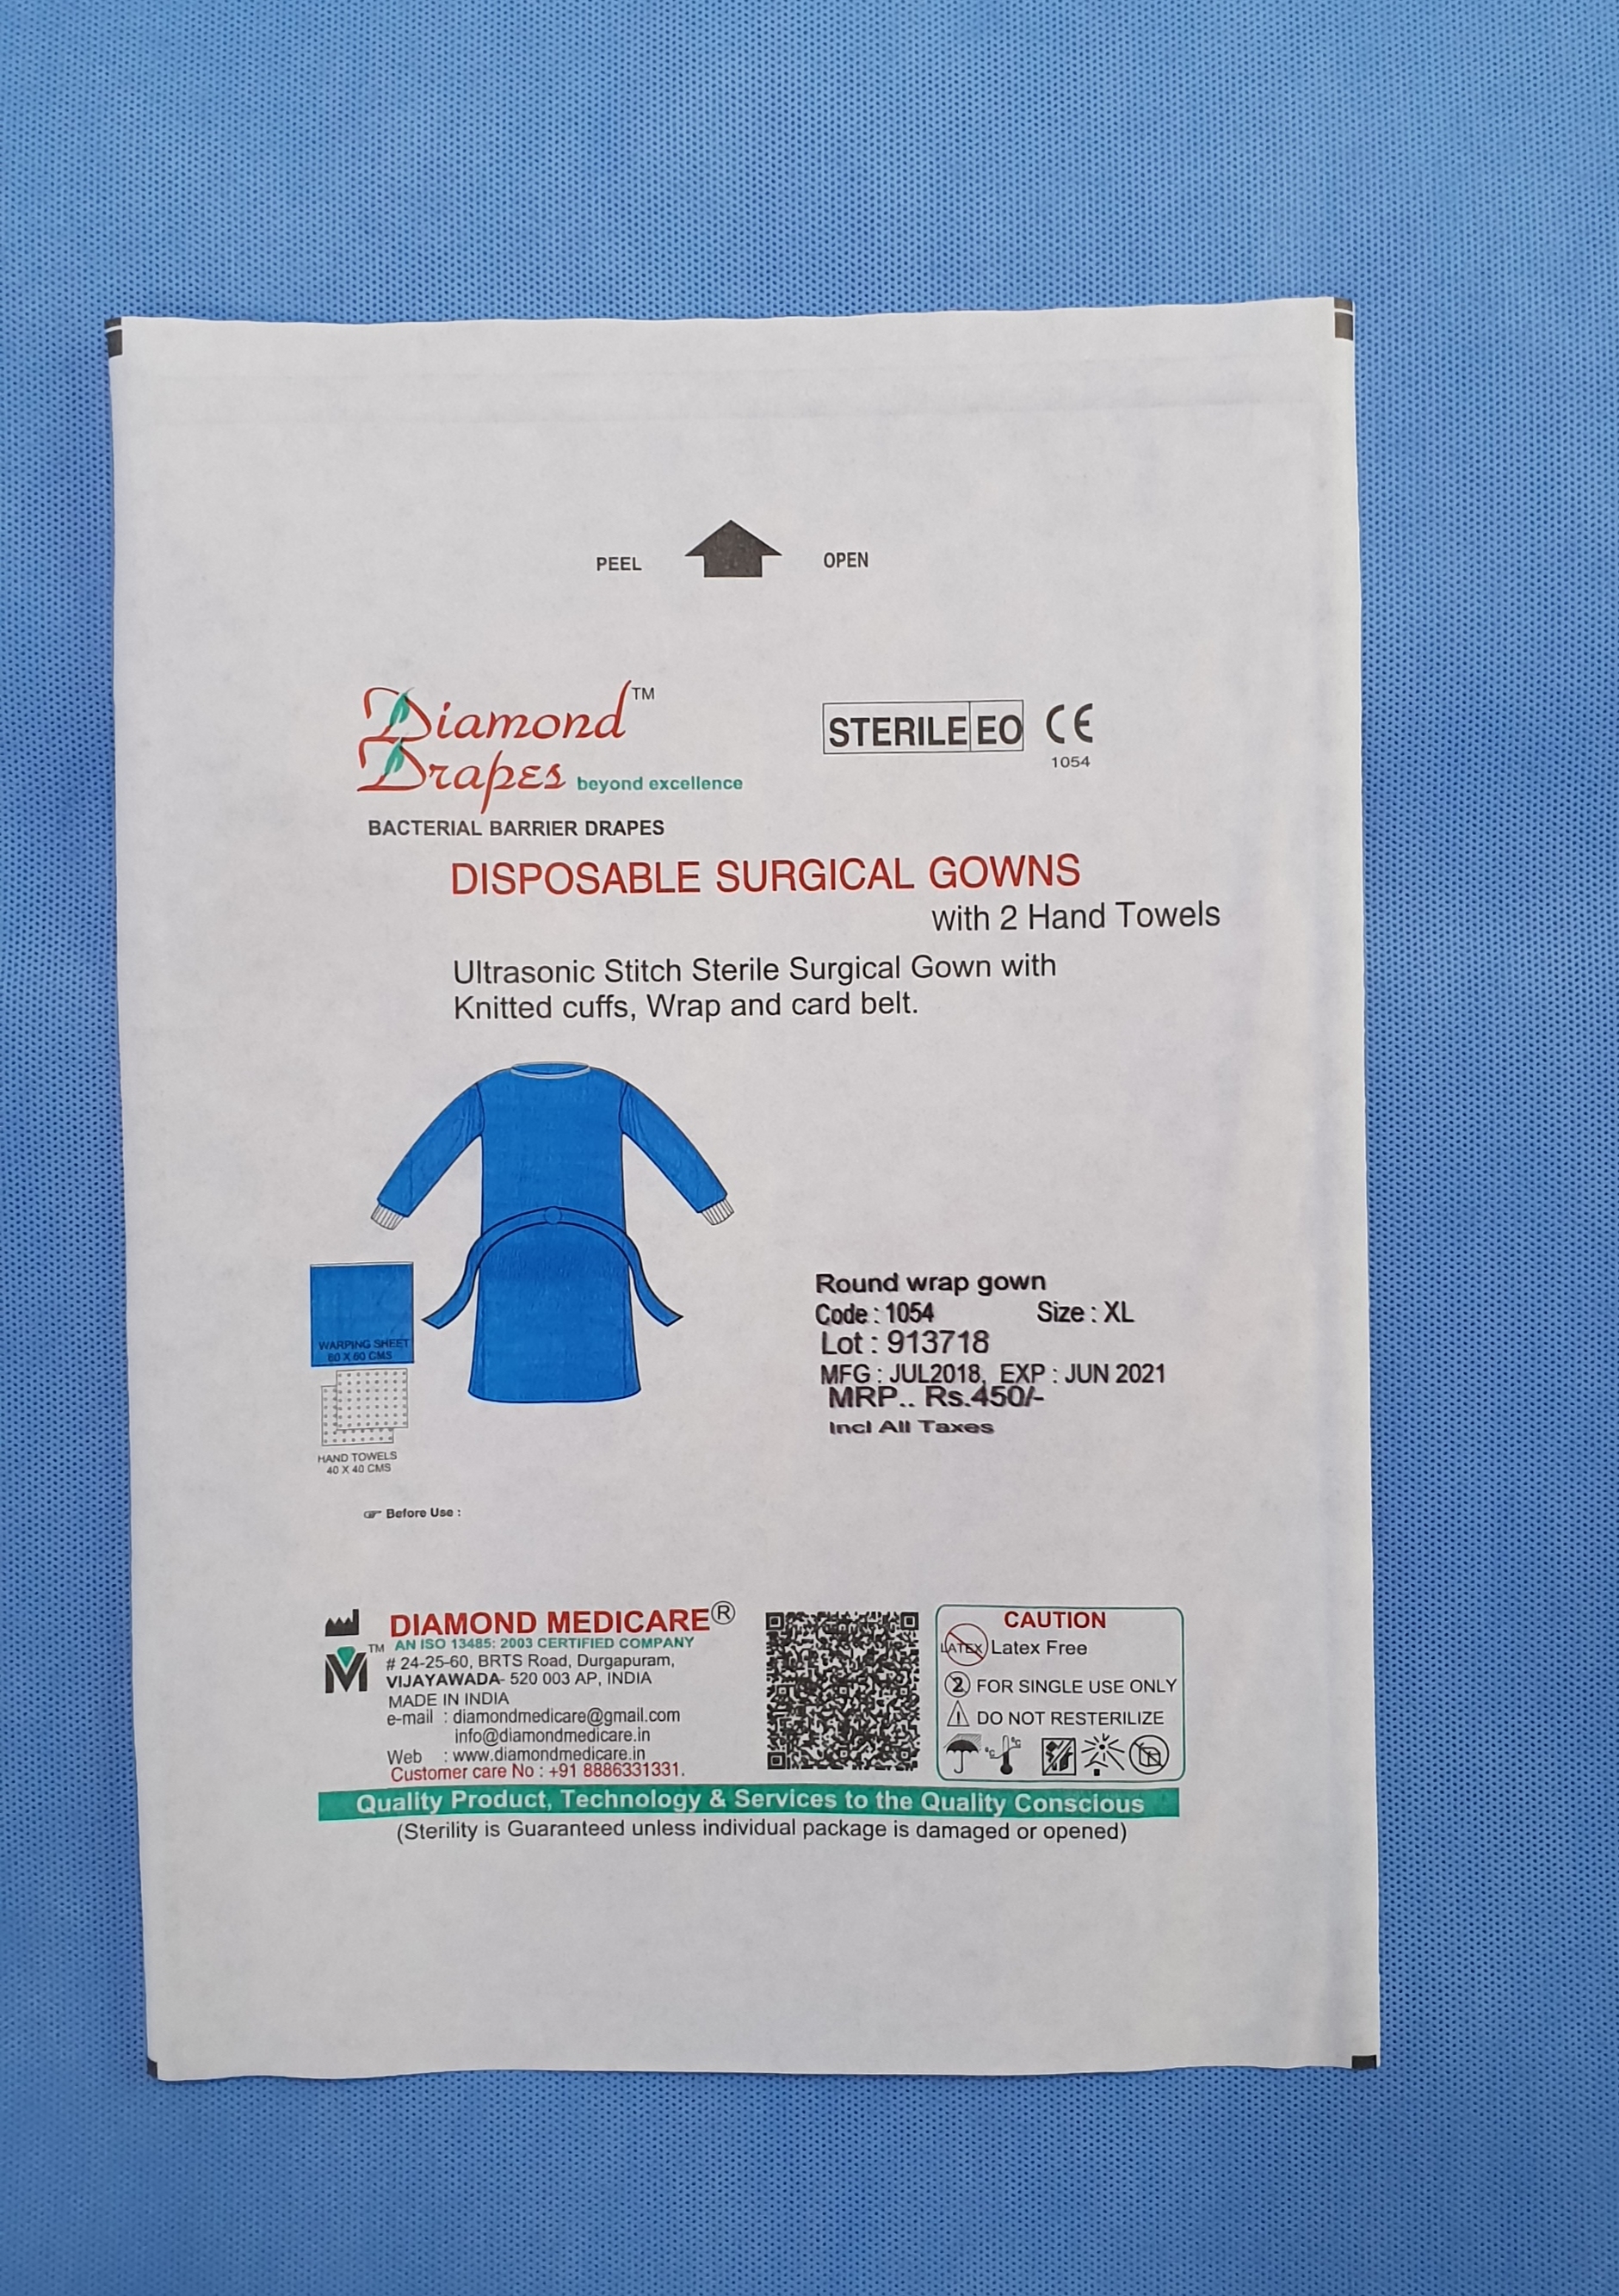 PEEL OPEN
Diamond™
Drapes beyond excellence
STERILE EO CE
1054
BACTERIAL BARRIER DRAPES
DISPOSABLE SURGICAL GOWNS
with 2 Hand Towels
Ultrasonic Stitch Sterile Surgical Gown with
Knitted cuffs, Wrap and card belt.
WARPING SHEET
60 X 60 CMS
HAND TOWELS
40 X 40 CMS
Round wrap gown
Code : 1054 Size : XL
Lot : 913718
MFG : JUL2018, EXP : JUN 2021
MRP.. Rs.450/-
Incl All Taxes
☞ Before Use :
DIAMOND MEDICARE®
TM AN ISO 13485: 2003 CERTIFIED COMPANY
# 24-25-60, BRTS Road, Durgapuram,
VIJAYAWADA- 520 003 AP, INDIA
MADE IN INDIA
e-mail : diamondmedicare@gmail.com
info@diamondmedicare.in
Web : www.diamondmedicare.in
Customer care No : +91 8886331331.
CAUTION
LATEX Latex Free
2 FOR SINGLE USE ONLY
DO NOT RESTERILIZE
°C °C
Quality Product, Technology & Services to the Quality Conscious
(Sterility is Guaranteed unless individual package is damaged or opened)